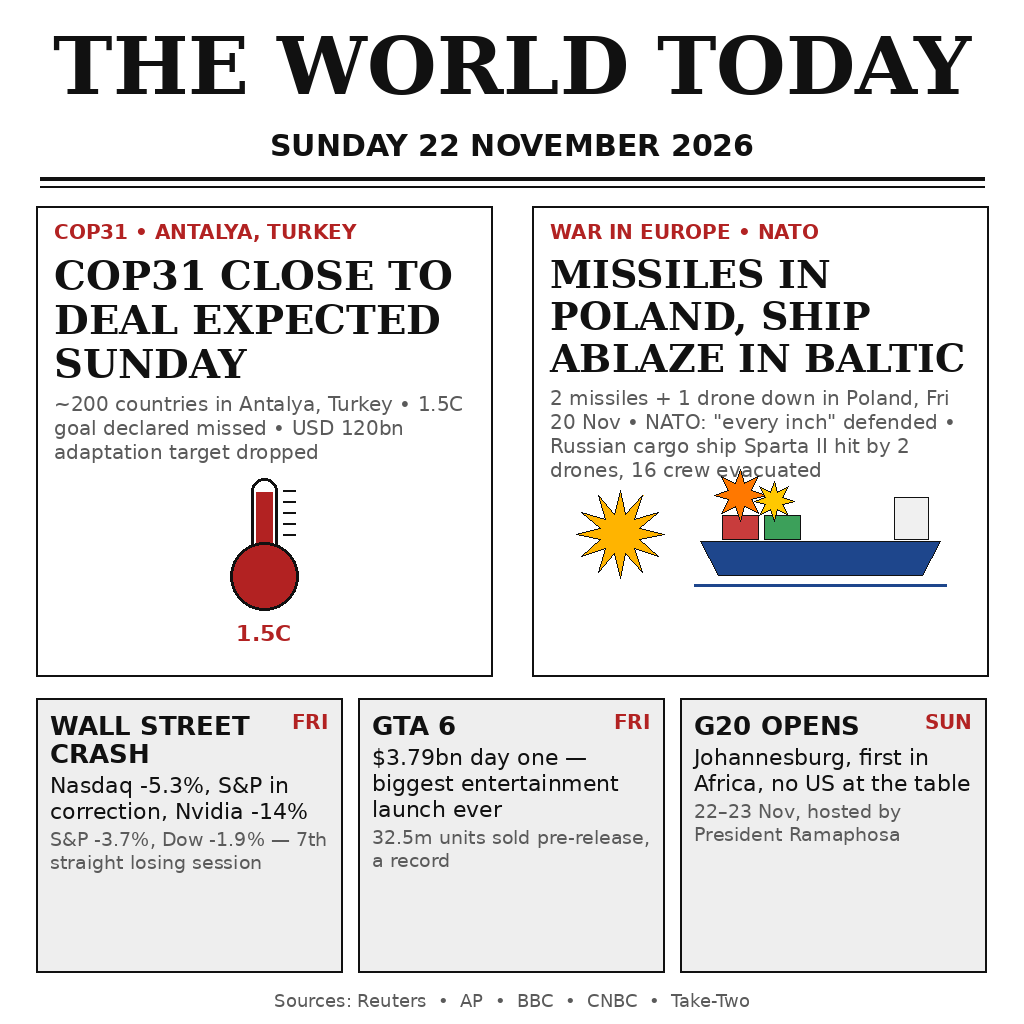 THE WORLD TODAY
SUNDAY 22 NOVEMBER 2026
COP31 • ANTALYA, TURKEY
COP31 CLOSE TO
DEAL EXPECTED
SUNDAY
~200 countries in Antalya, Turkey • 1.5C
goal declared missed • USD 120bn
adaptation target dropped
1.5C
WAR IN EUROPE • NATO
MISSILES IN
POLAND, SHIP
ABLAZE IN BALTIC
2 missiles + 1 drone down in Poland, Fri
20 Nov • NATO: "every inch" defended •
Russian cargo ship Sparta II hit by 2
drones, 16 crew evacuated
WALL STREET
CRASH
FRI
Nasdaq -5.3%, S&P in
correction, Nvidia -14%
S&P -3.7%, Dow -1.9% — 7th
straight losing session
GTA 6
FRI
$3.79bn day one —
biggest entertainment
launch ever
32.5m units sold pre-release,
a record
G20 OPENS
SUN
Johannesburg, first in
Africa, no US at the table
22–23 Nov, hosted by
President Ramaphosa
Sources: Reuters • AP • BBC • CNBC • Take-Two